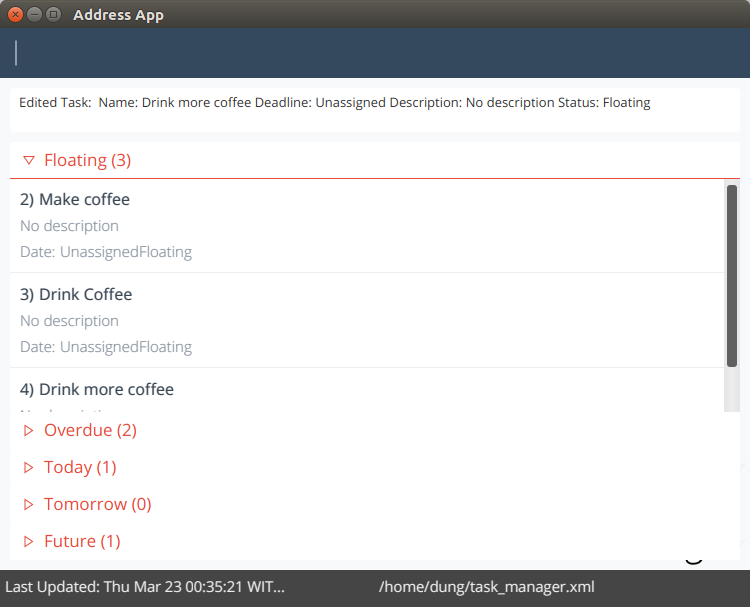 Address App
Edited Task: Name: Drink more coffee Deadline: Unassigned Description: No description Status: Floating
Floating (3)
2) Make coffee
No description
Date: UnassignedFloating
3) Drink Coffee
No description
Date: UnassignedFloating
4) Drink more coffee
Overdue (2)
Today (1)
Tomorrow (0)
Future (1)
Last Updated: Thu Mar 23 00:35:21 WIT... /home/dung/task_manager.xml